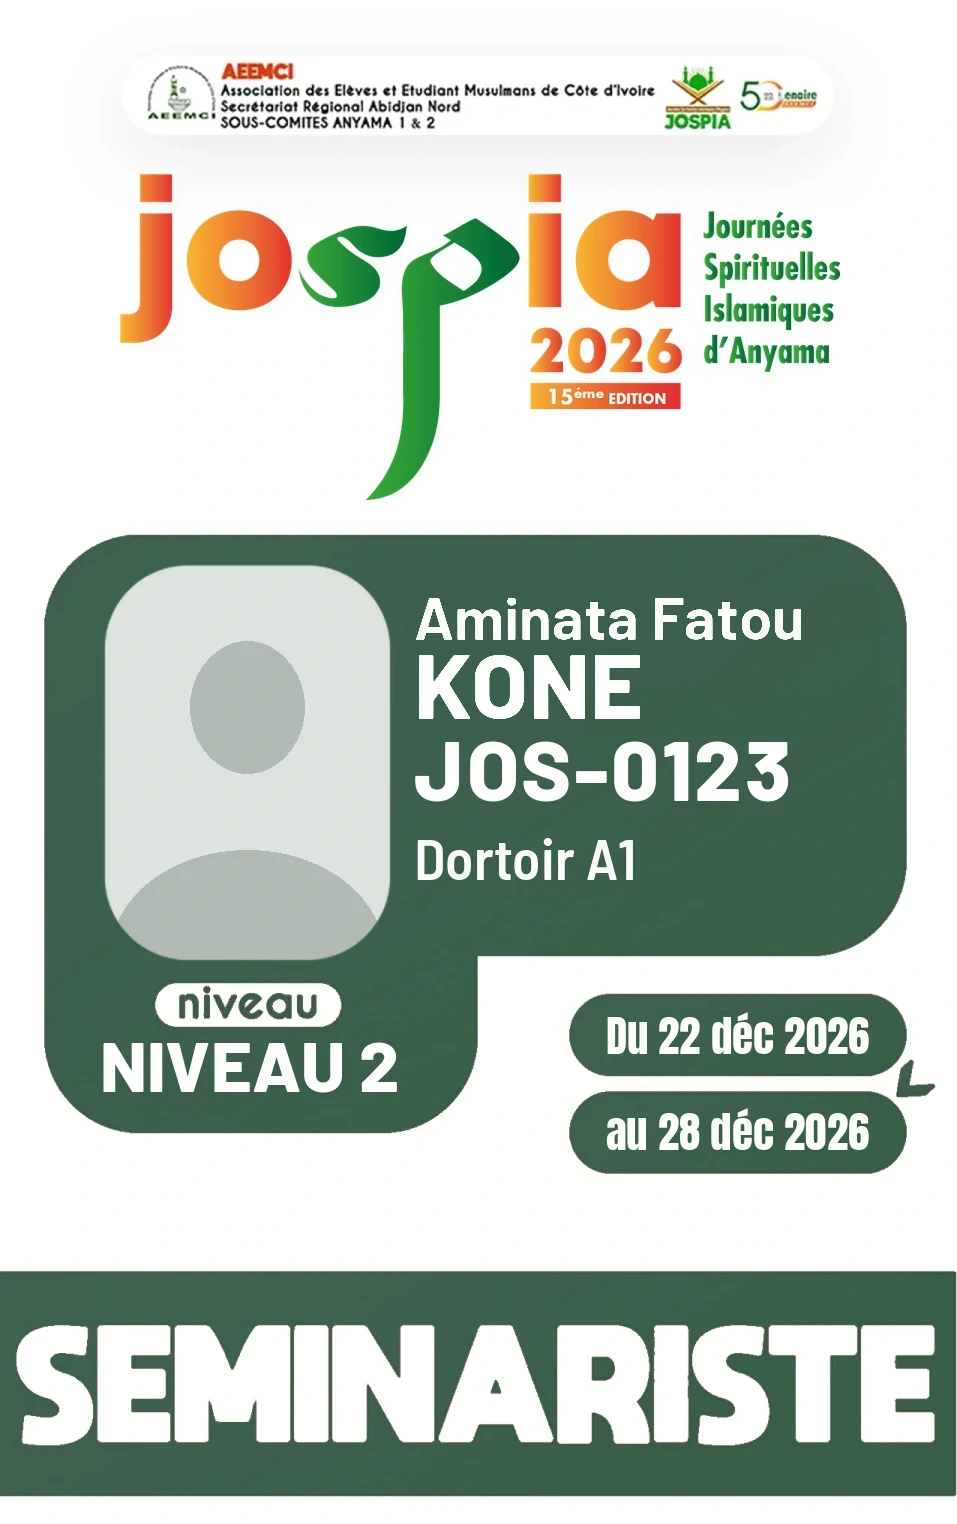 AEEMCI
Association des Elèves et Etudiant Musulmans de Côte d'Ivoire
Secrétariat Régional Abidjan Nord
SOUS-COMITES ANYAMA 1 & 2
AEEMCI
JOSPIA
50 enaire
jospia
2026
15éme EDITION
Journées
Spirituelles
Islamiques
d'Anyama
Aminata Fatou
KONE
JOS-0123
Dortoir A1
niveau
NIVEAU 2
Du 22 déc 2026
au 28 déc 2026
SEMINARISTE